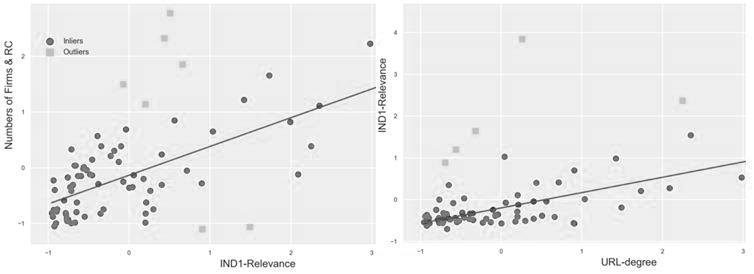 Numbers of Firms & RC
Inliers
Outliers
2
1
0
−1
−1 0 1 2 3
IND1-Relevance
IND1-Relevance
4
3
2
1
0
−1
−1 0 1 2 3
URL-degree